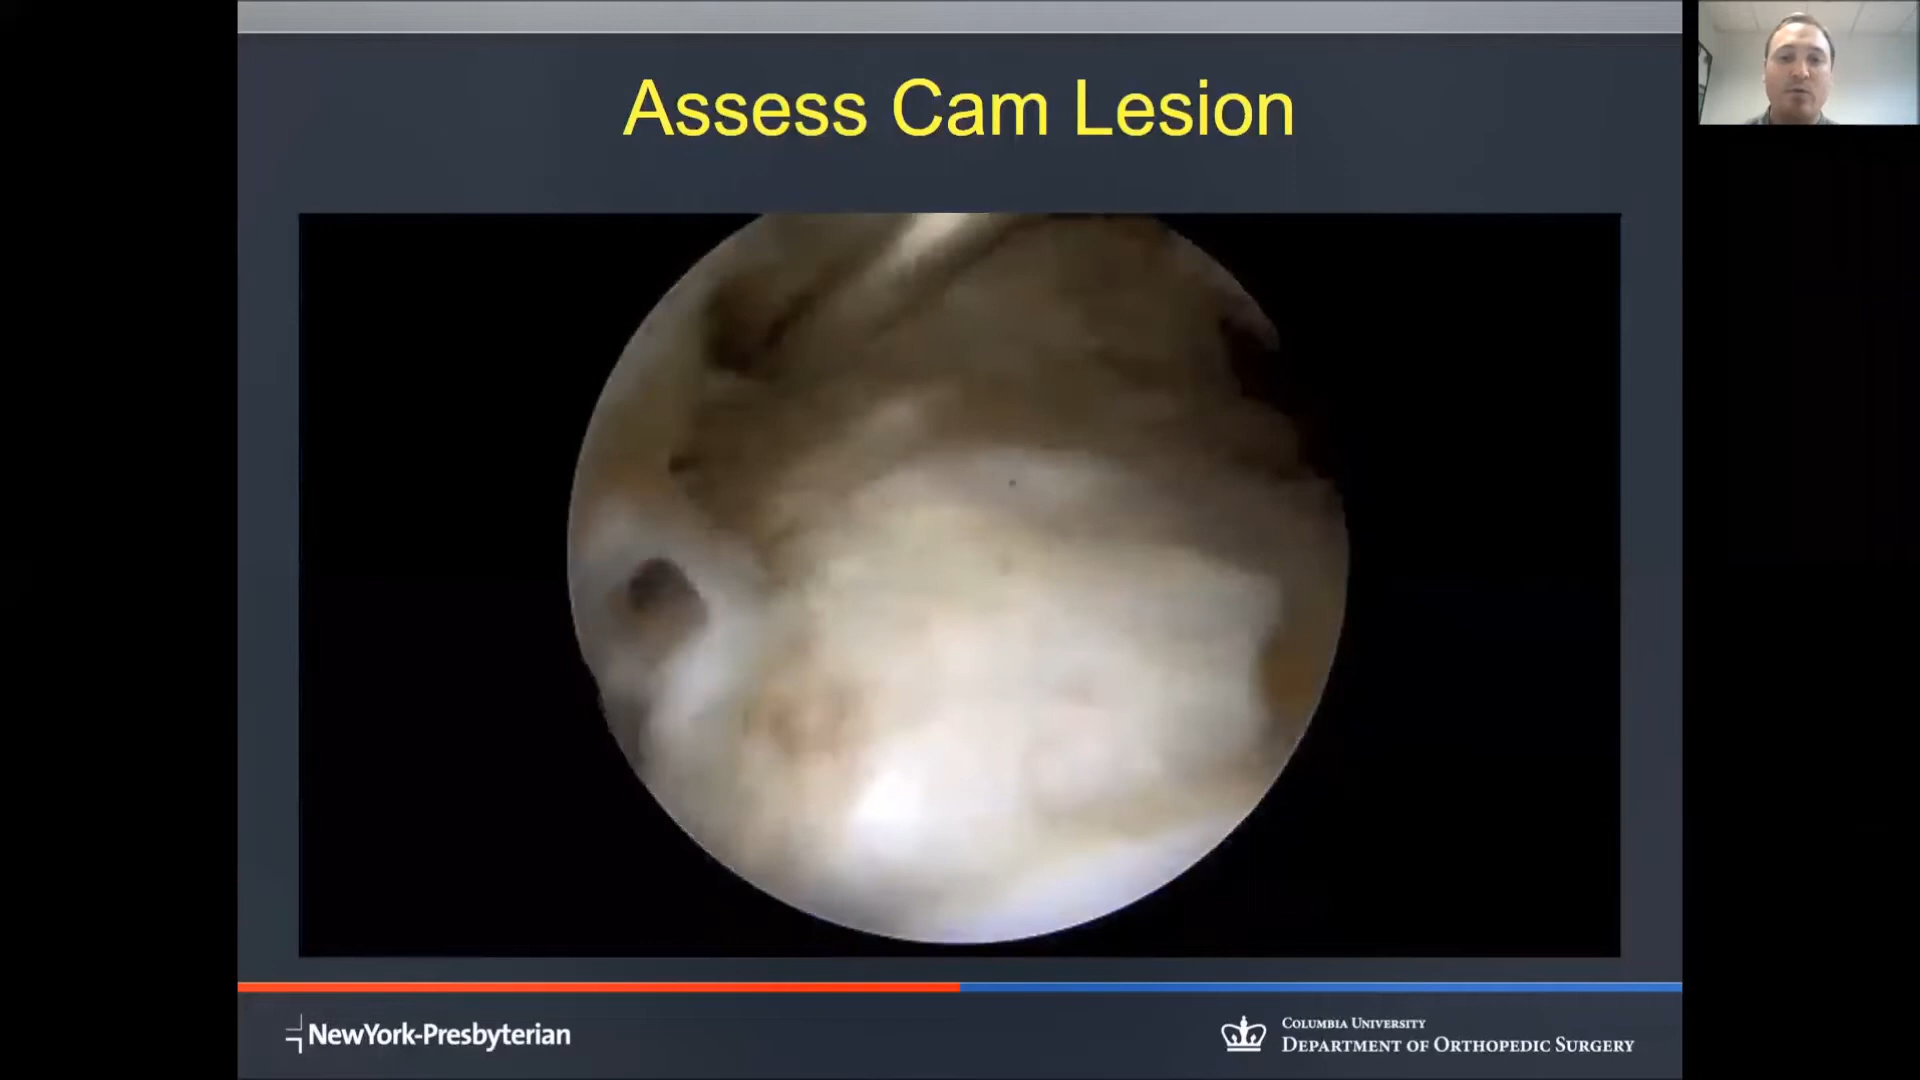 Assess Cam Lesion
NewYork-Presbyterian
COLUMBIA UNIVERSITY
DEPARTMENT OF ORTHOPEDIC SURGERY